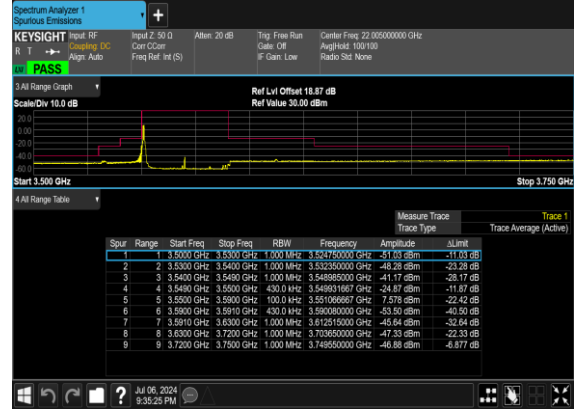 Spectrum Analyzer 1
Spurious Emissions
KEYSIGHT Input: RF Input Z: 50 Ω Atten: 20 dB Trig: Free Run Center Freq: 22.005000000 GHz
R T Coupling: DC Corr CCorr Gate: Off Avg|Hold: 100/100
Align: Auto Freq Ref: Int (S) IF Gain: Low Radio Std: None
PASS
3 All Range Graph Ref Lvl Offset 18.87 dB
Scale/Div 10.0 dB Ref Value 30.00 dBm
20.0
0.00
-20.0
-40.0
-60.0
Start 3.500 GHz Stop 3.750 GHz
4 All Range Table
Measure Trace Trace 1
Trace Type Trace Average (Active)
Spur Range Start Freq Stop Freq RBW Frequency Amplitude ΔLimit
1 1 3.5000 GHz 3.5300 GHz 1.000 MHz 3.524750000 GHz -51.03 dBm -11.03 dB
2 2 3.5300 GHz 3.5400 GHz 1.000 MHz 3.532350000 GHz -48.28 dBm -23.28 dB
3 3 3.5400 GHz 3.5490 GHz 1.000 MHz 3.548985000 GHz -41.17 dBm -28.17 dB
4 4 3.5490 GHz 3.5500 GHz 430.0 kHz 3.549931667 GHz -24.87 dBm -11.87 dB
5 5 3.5500 GHz 3.5900 GHz 100.0 kHz 3.551066667 GHz 7.578 dBm -22.42 dB
6 6 3.5900 GHz 3.5910 GHz 430.0 kHz 3.590080000 GHz -53.50 dBm -40.50 dB
7 7 3.5910 GHz 3.6300 GHz 1.000 MHz 3.612515000 GHz -45.64 dBm -32.64 dB
8 8 3.6300 GHz 3.7200 GHz 1.000 MHz 3.703650000 GHz -47.33 dBm -22.33 dB
9 9 3.7200 GHz 3.7500 GHz 1.000 MHz 3.749550000 GHz -46.88 dBm -6.877 dB
? Jul 06, 2024
9:35:25 PM